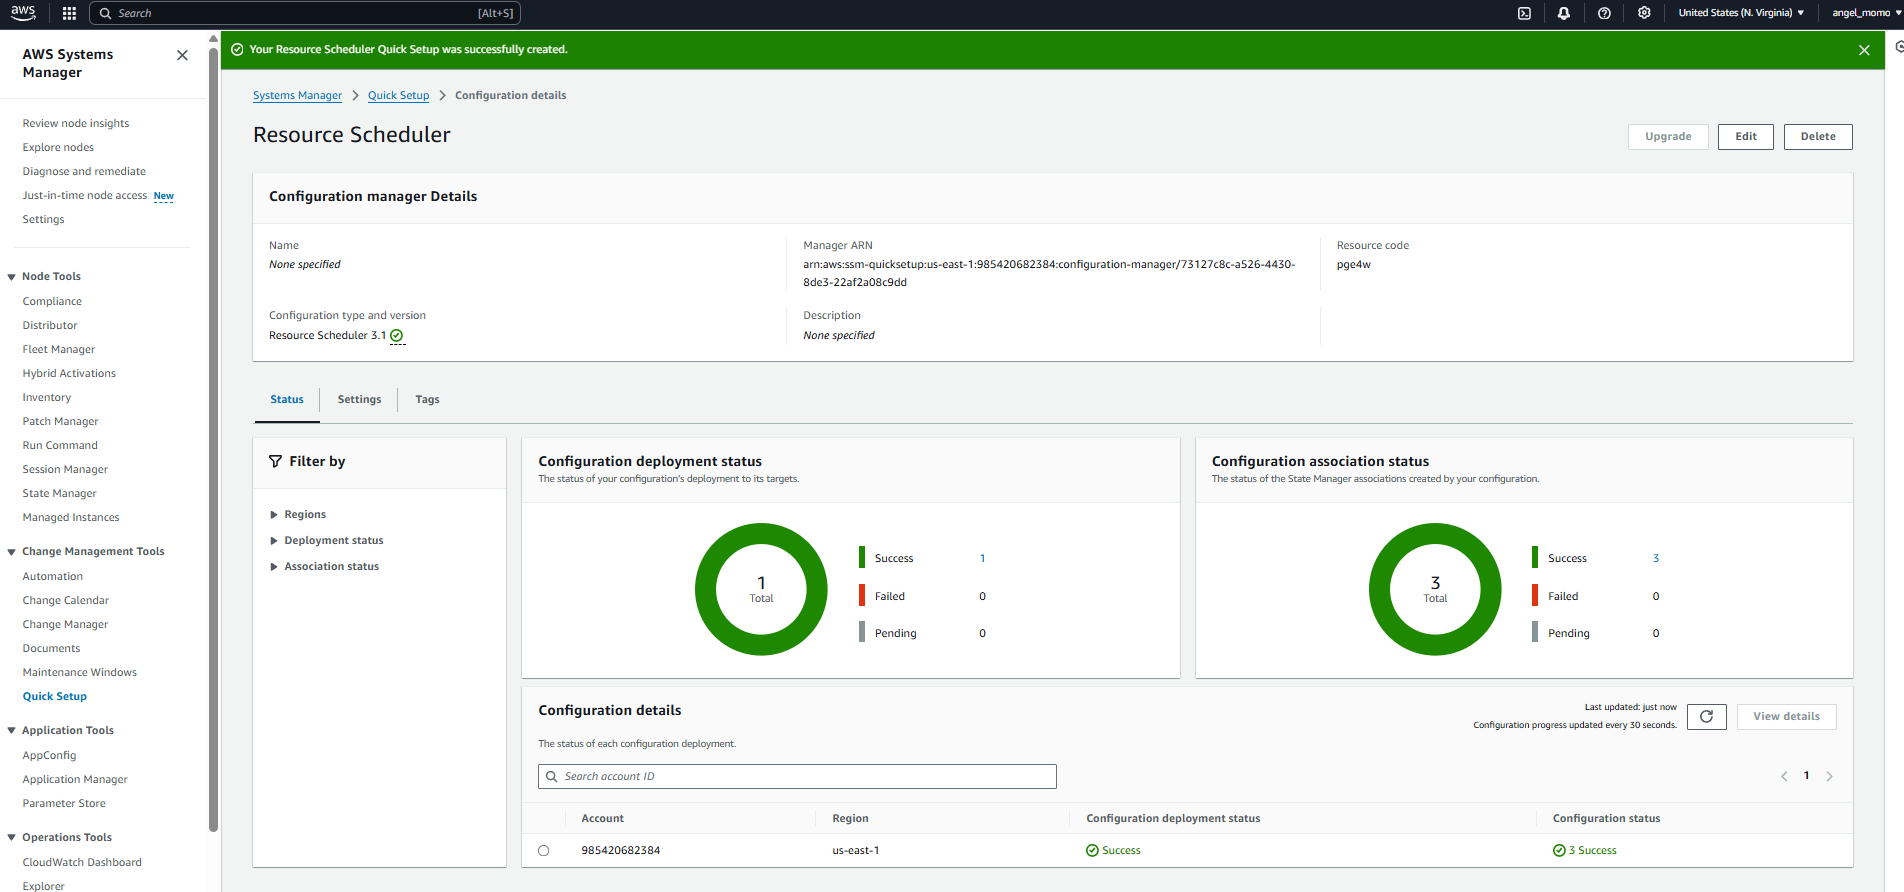 aws
Search
[Alt+S]
United States (N. Virginia)
angel_momo
AWS Systems
Manager
Review node insights
Explore nodes
Diagnose and remediate
Just-in-time node access New
Settings
Node Tools
Compliance
Distributor
Fleet Manager
Hybrid Activations
Inventory
Patch Manager
Run Command
Session Manager
State Manager
Managed Instances
Change Management Tools
Automation
Change Calendar
Change Manager
Documents
Maintenance Windows
Quick Setup
Application Tools
AppConfig
Application Manager
Parameter Store
Operations Tools
CloudWatch Dashboard
Explorer
Your Resource Scheduler Quick Setup was successfully created.
Systems Manager
Quick Setup
Configuration details
Resource Scheduler
Upgrade
Edit
Delete
Configuration manager Details
Name
None specified
Manager ARN
arn:aws:ssm-quicksetup:us-east-1:985420682384:configuration-manager/73127c8c-a526-4430-
8de3-22af2a08c9dd
Resource code
pge4w
Configuration type and version
Resource Scheduler 3.1
Description
None specified
Status
Settings
Tags
Filter by
Regions
Deployment status
Association status
Configuration deployment status
The status of your configuration's deployment to its targets.
1
Total
Success 1
Failed 0
Pending 0
Configuration association status
The status of the State Manager associations created by your configuration.
3
Total
Success 3
Failed 0
Pending 0
Configuration details
Last updated: just now
Configuration progress updated every 30 seconds.
View details
The status of each configuration deployment.
Search account ID
1
Account Region Configuration deployment status Configuration status
985420682384 us-east-1 Success 3 Success